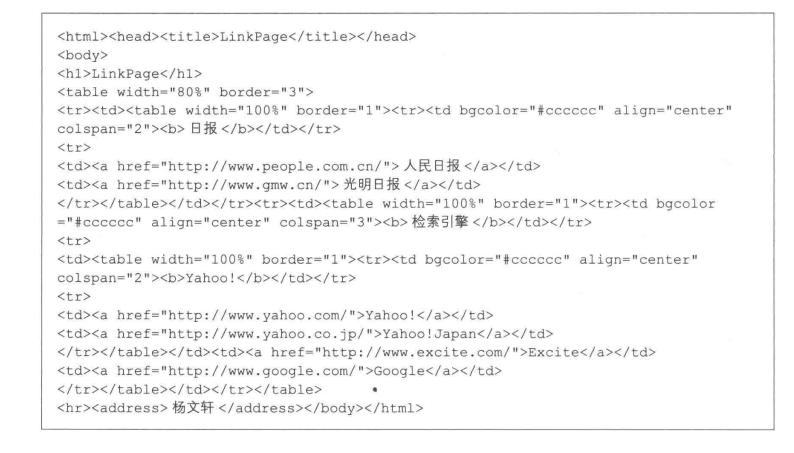 <html><head><title>LinkPage</title></head>
<body>
<h1>LinkPage</h1>
<table width="80%" border="3">
<tr><td><table width="100%" border="1"><tr><td bgcolor="#cccccc" align="center"
colspan="2"><b> 日报 </b></td></tr>
<tr>
<td><a href="http://www.people.com.cn/"> 人民日报 </a></td>
<td><a href="http://www.gmw.cn/"> 光明日报 </a></td>
</tr></table></td></tr><tr><td><table width="100%" border="1"><tr><td bgcolor
="#cccccc" align="center" colspan="3"><b> 检索引擎 </b></td></tr>
<tr>
<td><table width="100%" border="1"><tr><td bgcolor="#cccccc" align="center"
colspan="2"><b>Yahoo!</b></td></tr>
<tr>
<td><a href="http://www.yahoo.com/">Yahoo!</a></td>
<td><a href="http://www.yahoo.co.jp/">Yahoo!Japan</a></td>
</tr></table></td><td><a href="http://www.excite.com/">Excite</a></td>
<td><a href="http://www.google.com/">Google</a></td>
</tr></table></td></tr></table>
<hr><address> 杨文轩 </address></body></html>